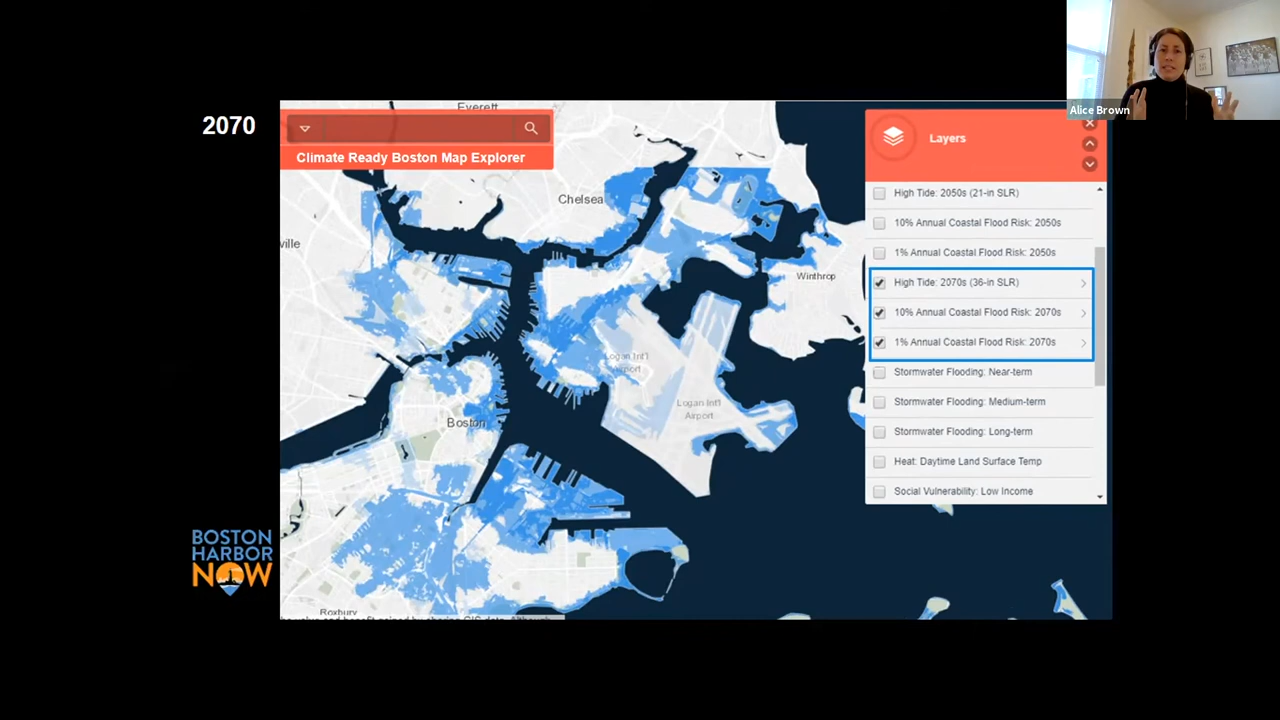 Alice Brown
2070
Everett
Climate Ready Boston Map Explorer
Layers
High Tide: 2050s (21-in SLR)
10% Annual Coastal Flood Risk: 2050s
1% Annual Coastal Flood Risk: 2050s
High Tide: 2070s (36-in SLR)
10% Annual Coastal Flood Risk: 2070s
1% Annual Coastal Flood Risk: 2070s
Stormwater Flooding: Near-term
Stormwater Flooding: Medium-term
Stormwater Flooding: Long-term
Heat: Daytime Land Surface Temp
Social Vulnerability: Low Income
Chelsea
ville
Winthrop
Logan Int'l
Airport
Logan Int'l
Airport
Boston
BOSTON
HARBOR
NOW
Roxbury